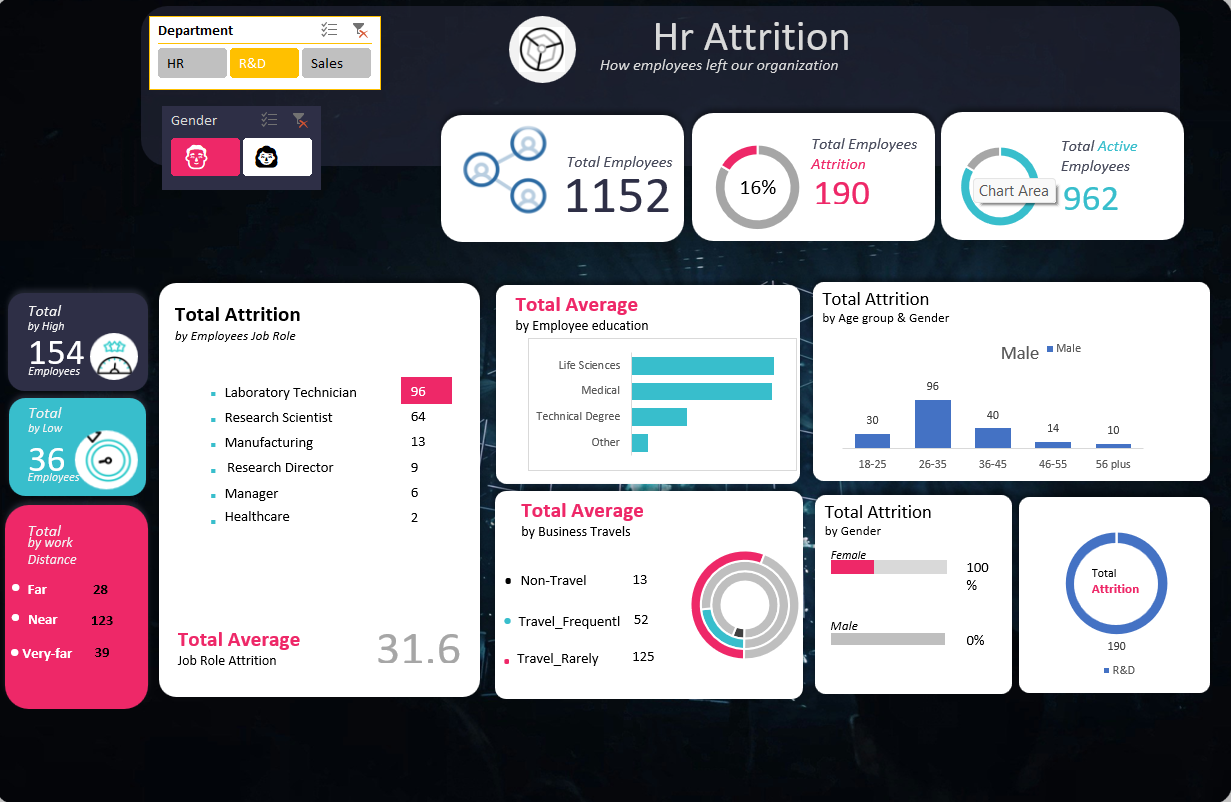 Department
HR
R&D
Sales
Gender
Hr Attrition
How employees left our organization
Total Employees
1152
16%
Total Employees
Attrition
190
Chart Area
Total Active
Employees
962
Total
by High
154
Employees
Total
by Low
36
Employees
Total
by work
Distance
Far 28
Near 123
Very-far 39
Total Attrition
by Employees Job Role
Laboratory Technician 96
Research Scientist 64
Manufacturing 13
Research Director 9
Manager 6
Healthcare 2
Total Average
Job Role Attrition
31.6
Total Average
by Employee education
Life Sciences
Medical
Technical Degree
Other
Total Average
by Business Travels
Non-Travel 13
Travel_Frequentl 52
Travel_Rarely 125
Total Attrition
by Age group & Gender
Male
Male
30
96
40
14
10
18-25
26-35
36-45
46-55
56 plus
Total Attrition
by Gender
Female
100
%
Male
0%
Total
Attrition
190
R&D